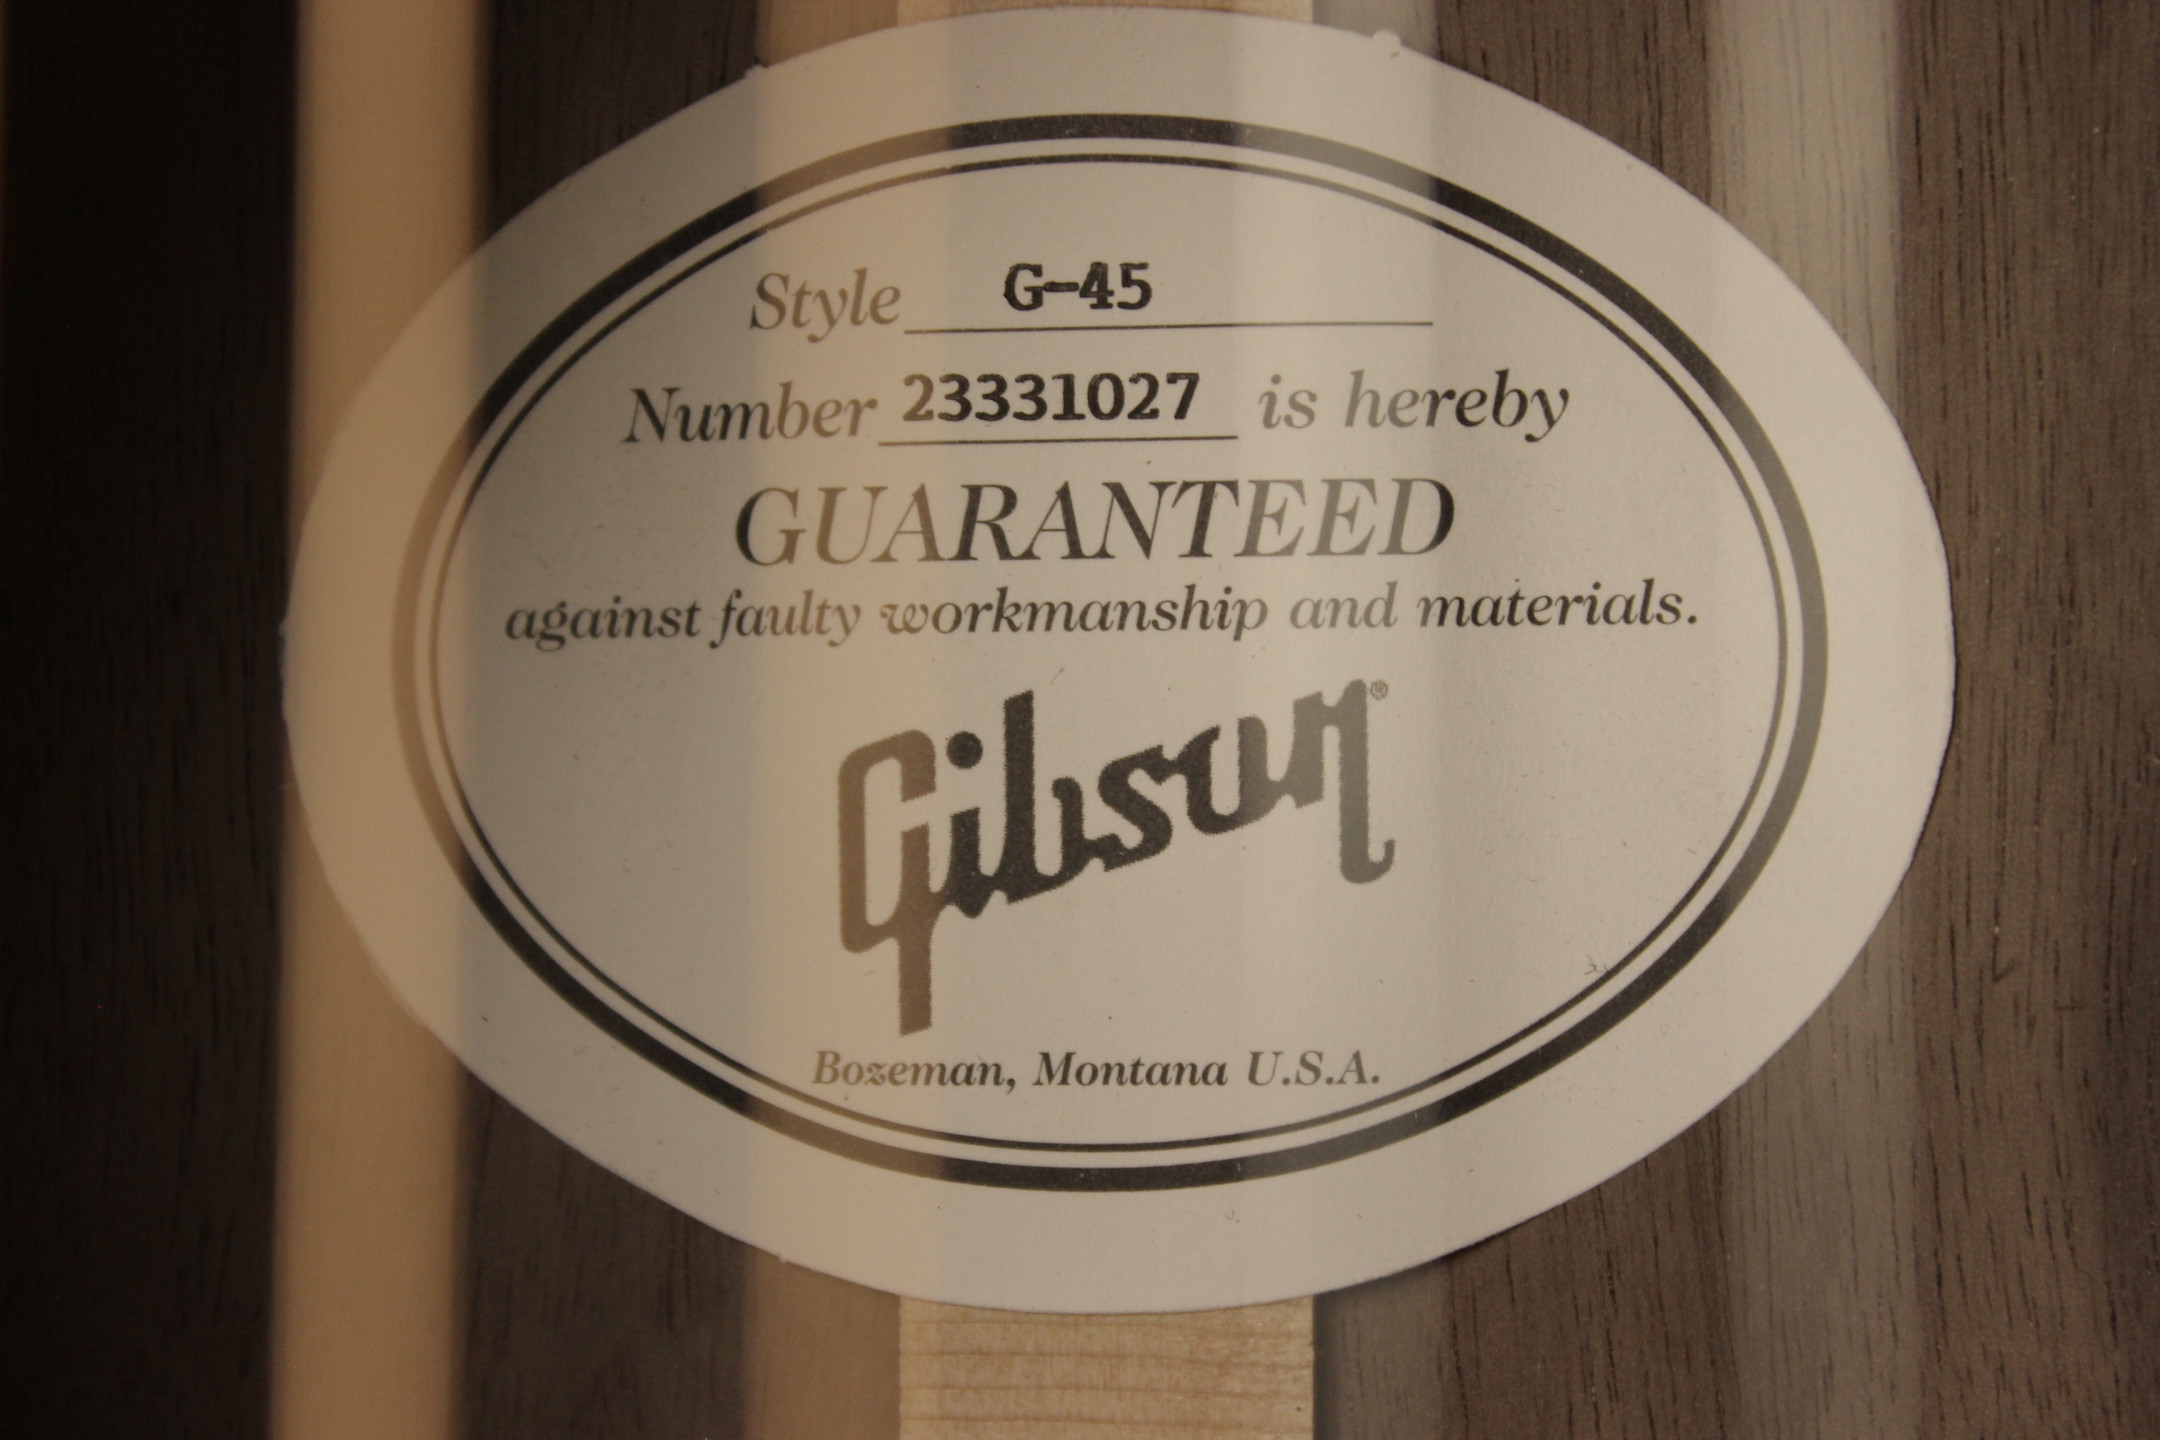 Style G-45
Number 23331027 is hereby
GUARANTEED
against faulty workmanship and materials.
Gibson®
Bozeman, Montana U.S.A.